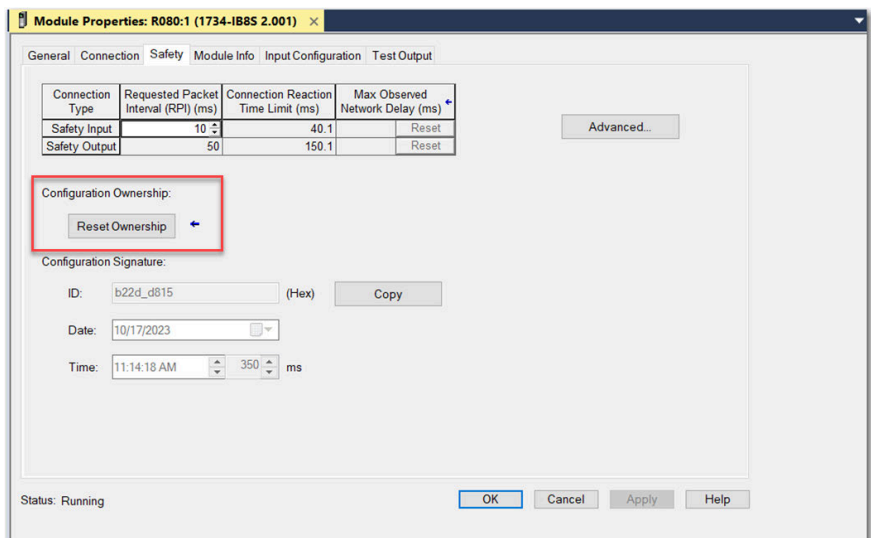 Module Properties: R080:1 (1734-IB8S 2.001) ×
General Connection Safety Module Info Input Configuration Test Output
Connection Type Requested Packet Interval (RPI) (ms) Connection Reaction Time Limit (ms) Max Observed Network Delay (ms)
Safety Input 10 40.1 Reset
Safety Output 50 150.1 Reset
Advanced...
Configuration Ownership:
Reset Ownership
Configuration Signature:
ID: b22d_d815 (Hex) Copy
Date: 10/17/2023
Time: 11:14:18 AM 350 ms
Status: Running OK Cancel Apply Help